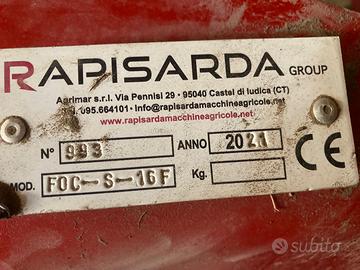 RAPISARDA GROUP
Agrimar s.r.l. Via Pennisi 29 - 95040 Castel di Iudica (CT)
Tel. 095.664101 • info@rapisardamacchineagricole.net
www.rapisardamacchineagricole.net
N° 993 ANNO 2021
MOD. FOC-S-16F Kg. CE
subito